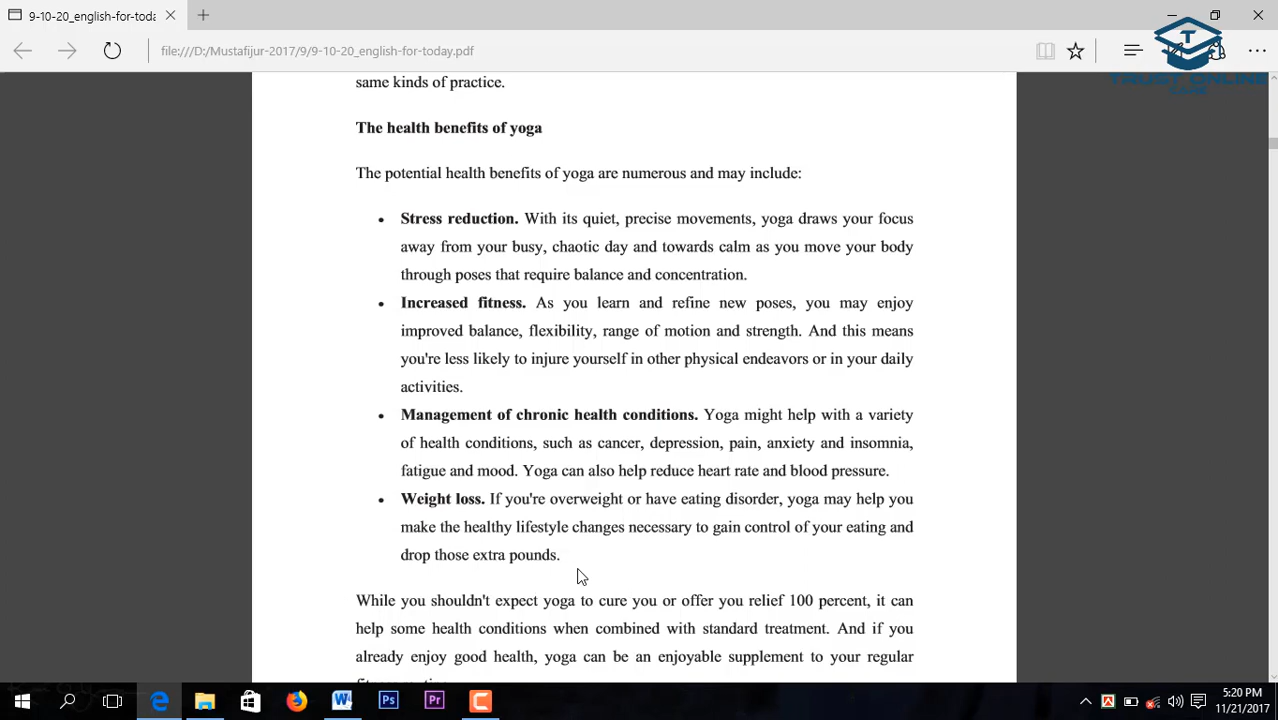 9-10-20_english-for-toda
file:///D:/Mustafijur-2017/9/9-10-20_english-for-today.pdf
T
TRUST ONLINE
CARE
same kinds of practice.
The health benefits of yoga
The potential health benefits of yoga are numerous and may include:
• Stress reduction. With its quiet, precise movements, yoga draws your focus
away from your busy, chaotic day and towards calm as you move your body
through poses that require balance and concentration.
• Increased fitness. As you learn and refine new poses, you may enjoy
improved balance, flexibility, range of motion and strength. And this means
you're less likely to injure yourself in other physical endeavors or in your daily
activities.
• Management of chronic health conditions. Yoga might help with a variety
of health conditions, such as cancer, depression, pain, anxiety and insomnia,
fatigue and mood. Yoga can also help reduce heart rate and blood pressure.
• Weight loss. If you're overweight or have eating disorder, yoga may help you
make the healthy lifestyle changes necessary to gain control of your eating and
drop those extra pounds.
While you shouldn't expect yoga to cure you or offer you relief 100 percent, it can
help some health conditions when combined with standard treatment. And if you
already enjoy good health, yoga can be an enjoyable supplement to your regular
W
Ps
Pr
C
A
5:20 PM
11/21/2017